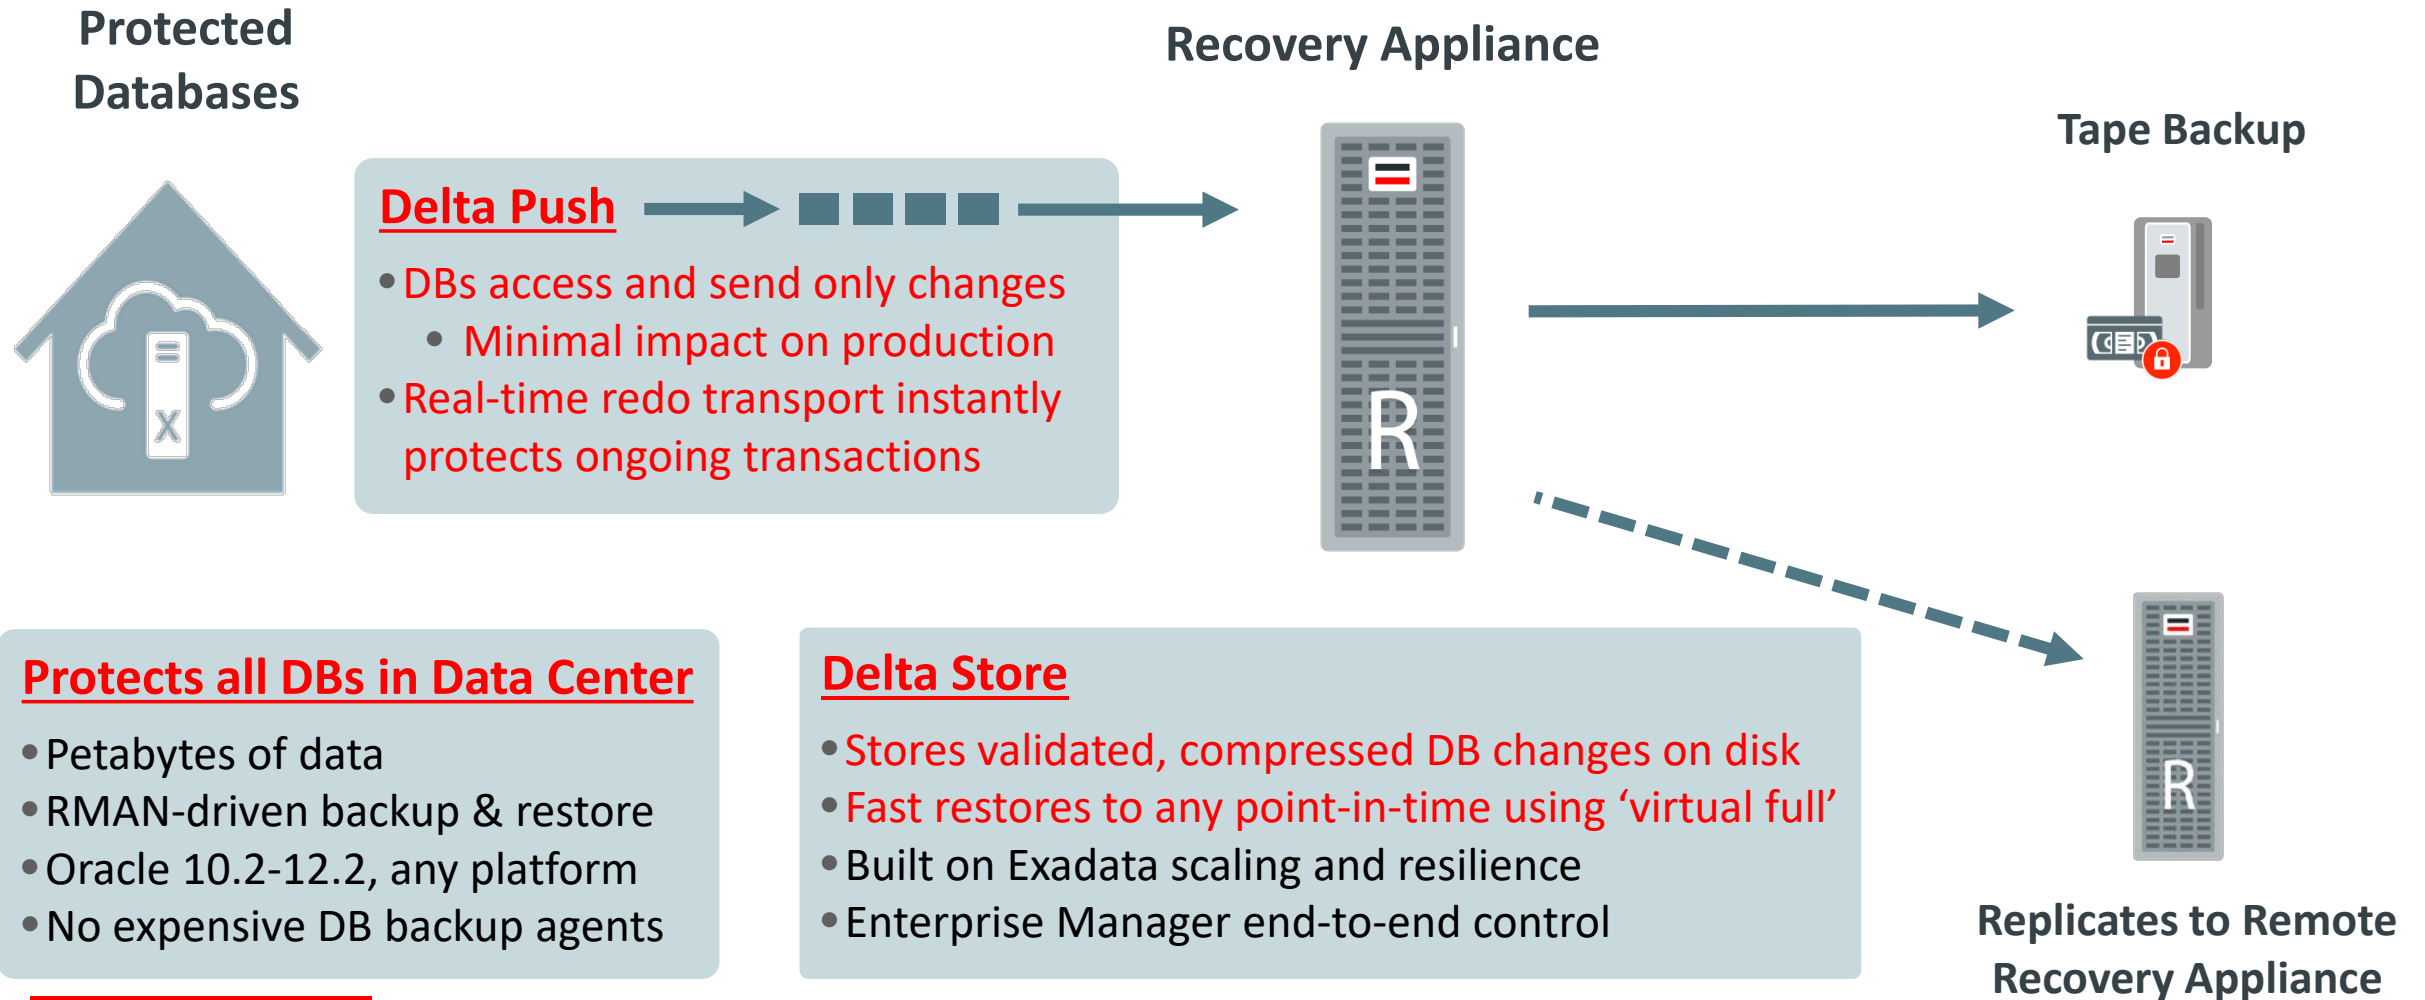 Protected
Databases
Recovery Appliance
Tape Backup
Delta Push
•DBs access and send only changes
• Minimal impact on production
•Real-time redo transport instantly
protects ongoing transactions
X
R
Protects all DBs in Data Center
•Petabytes of data
•RMAN-driven backup & restore
•Oracle 10.2-12.2, any platform
•No expensive DB backup agents
Delta Store
•Stores validated, compressed DB changes on disk
•Fast restores to any point-in-time using ‘virtual full’
•Built on Exadata scaling and resilience
•Enterprise Manager end-to-end control
R
Replicates to Remote
Recovery Appliance